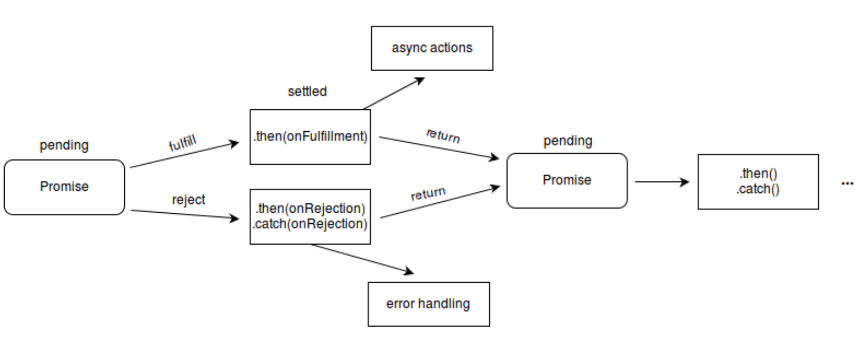 async actions
settled
pending
fulfill
.then(onFulfillment)
return
pending
Promise
reject
.then(onRejection)
.catch(onRejection)
return
Promise
.then()
.catch()
...
error handling